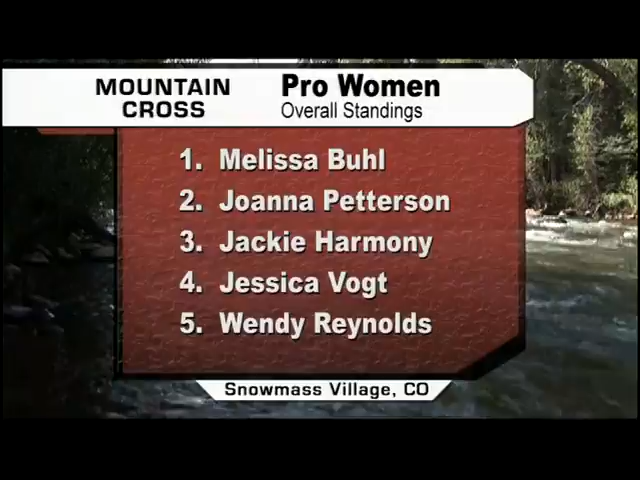 MOUNTAIN
CROSS
Pro Women
Overall Standings
1. Melissa Buhl
2. Joanna Petterson
3. Jackie Harmony
4. Jessica Vogt
5. Wendy Reynolds
Snowmass Village, CO